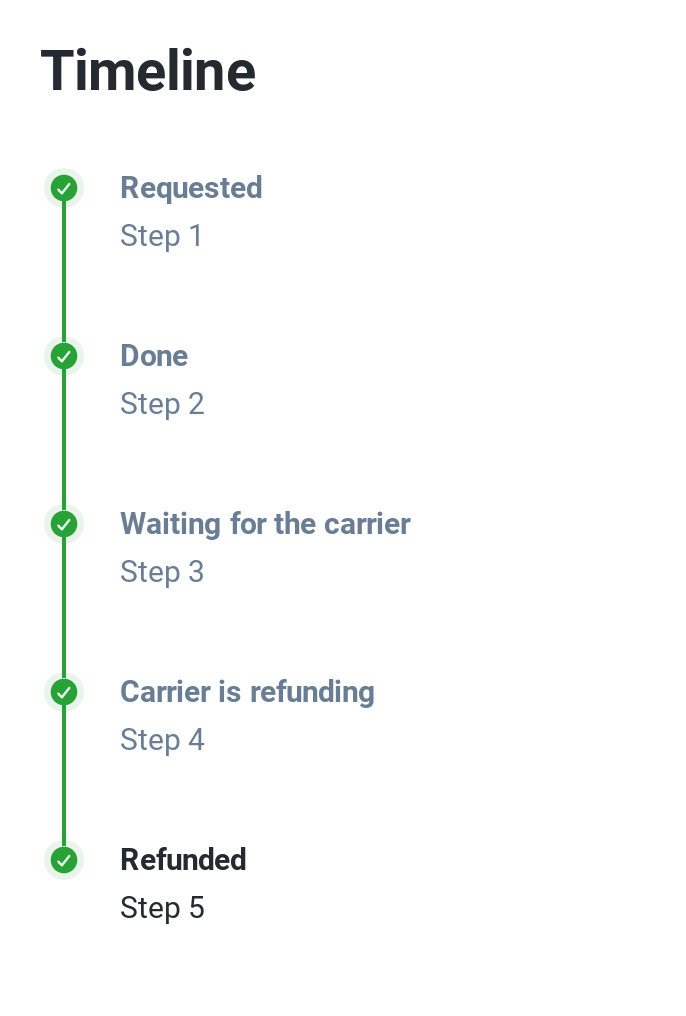 Timeline
Requested
Step 1
Done
Step 2
Waiting for the carrier
Step 3
Carrier is refunding
Step 4
Refunded
Step 5